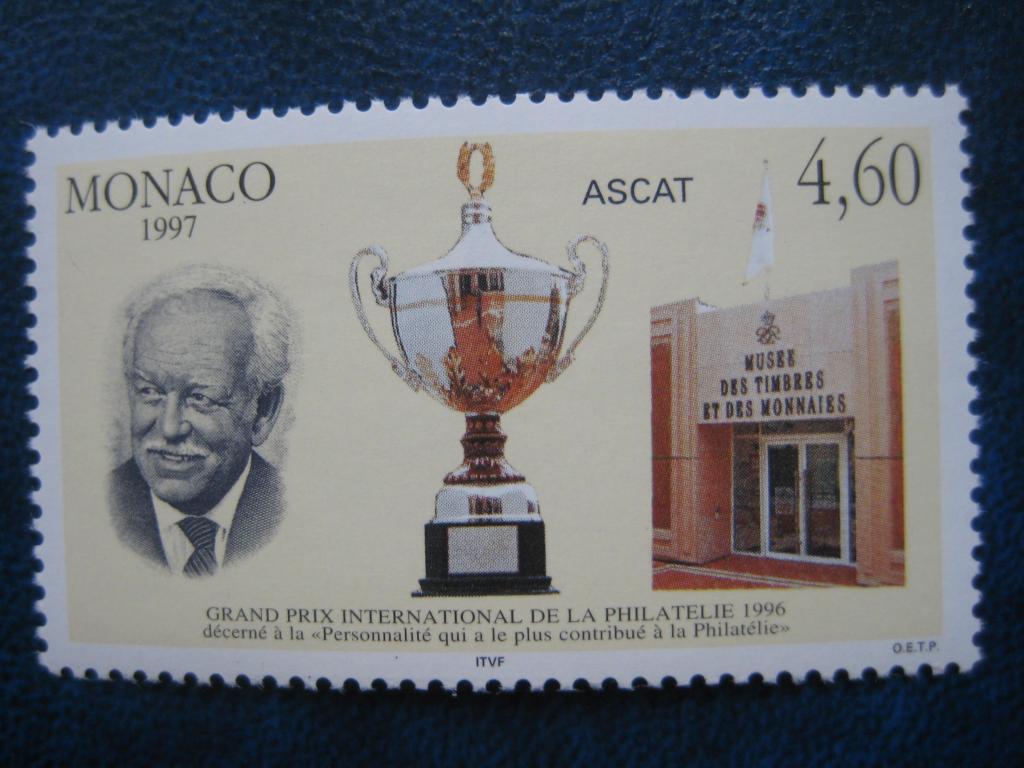 MONACO
1997
ASCAT
4,60
MUSEE
DES TIMBRES
ET DES MONNAIES
GRAND PRIX INTERNATIONAL DE LA PHILATELIE 1996
décerné à la «Personnalité qui a le plus contribué à la Philatélie»
ITVF
O.E.T.P.